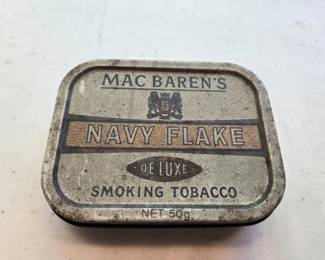 MAC BAREN'S
NAVY FLAKE
DE LUXE
SMOKING TOBACCO
NET 50g